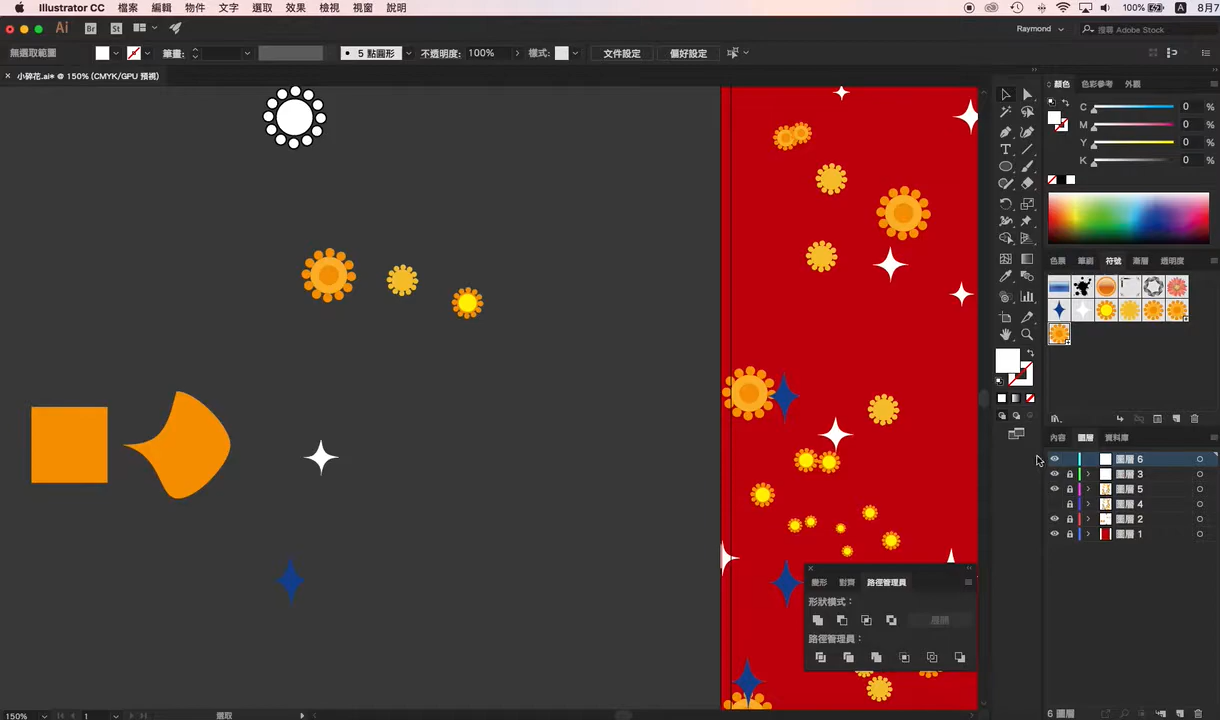 Illustrator CC 檔案 編輯 物件 文字 選取 效果 檢視 視窗 說明 100% A 8月7
Ai Br St Raymond 搜尋 Adobe Stock
無選取範圍 筆畫: 5 點圓形 不透明度: 100% 樣式: 文件設定 偏好設定
× 小碎花.ai* @ 150% (CMYK/GPU 預視)
顏色 色彩參考 外觀
C 0 %
M 0 %
Y 0 %
K 0 %
色票 筆刷 符號 漸層 透明度
內容 圖層 資料庫
圖層 6
圖層 3
圖層 5
圖層 4
圖層 2
圖層 1
變形 對齊 路徑管理員
形狀模式:
展開
路徑管理員:
150% 1 選取 6 圖層